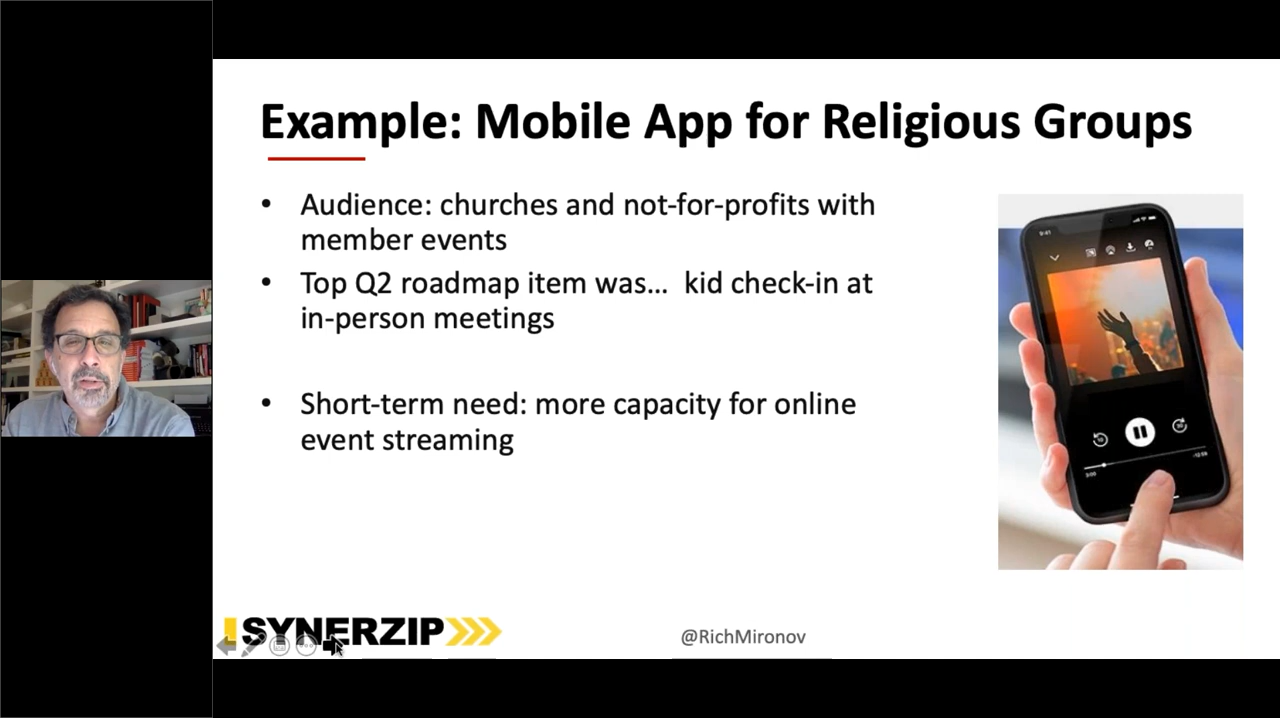 Example: Mobile App for Religious Groups
• Audience: churches and not-for-profits with
member events
• Top Q2 roadmap item was... kid check-in at
in-person meetings
• Short-term need: more capacity for online
event streaming
9:41
SYNERZIP
@RichMironov